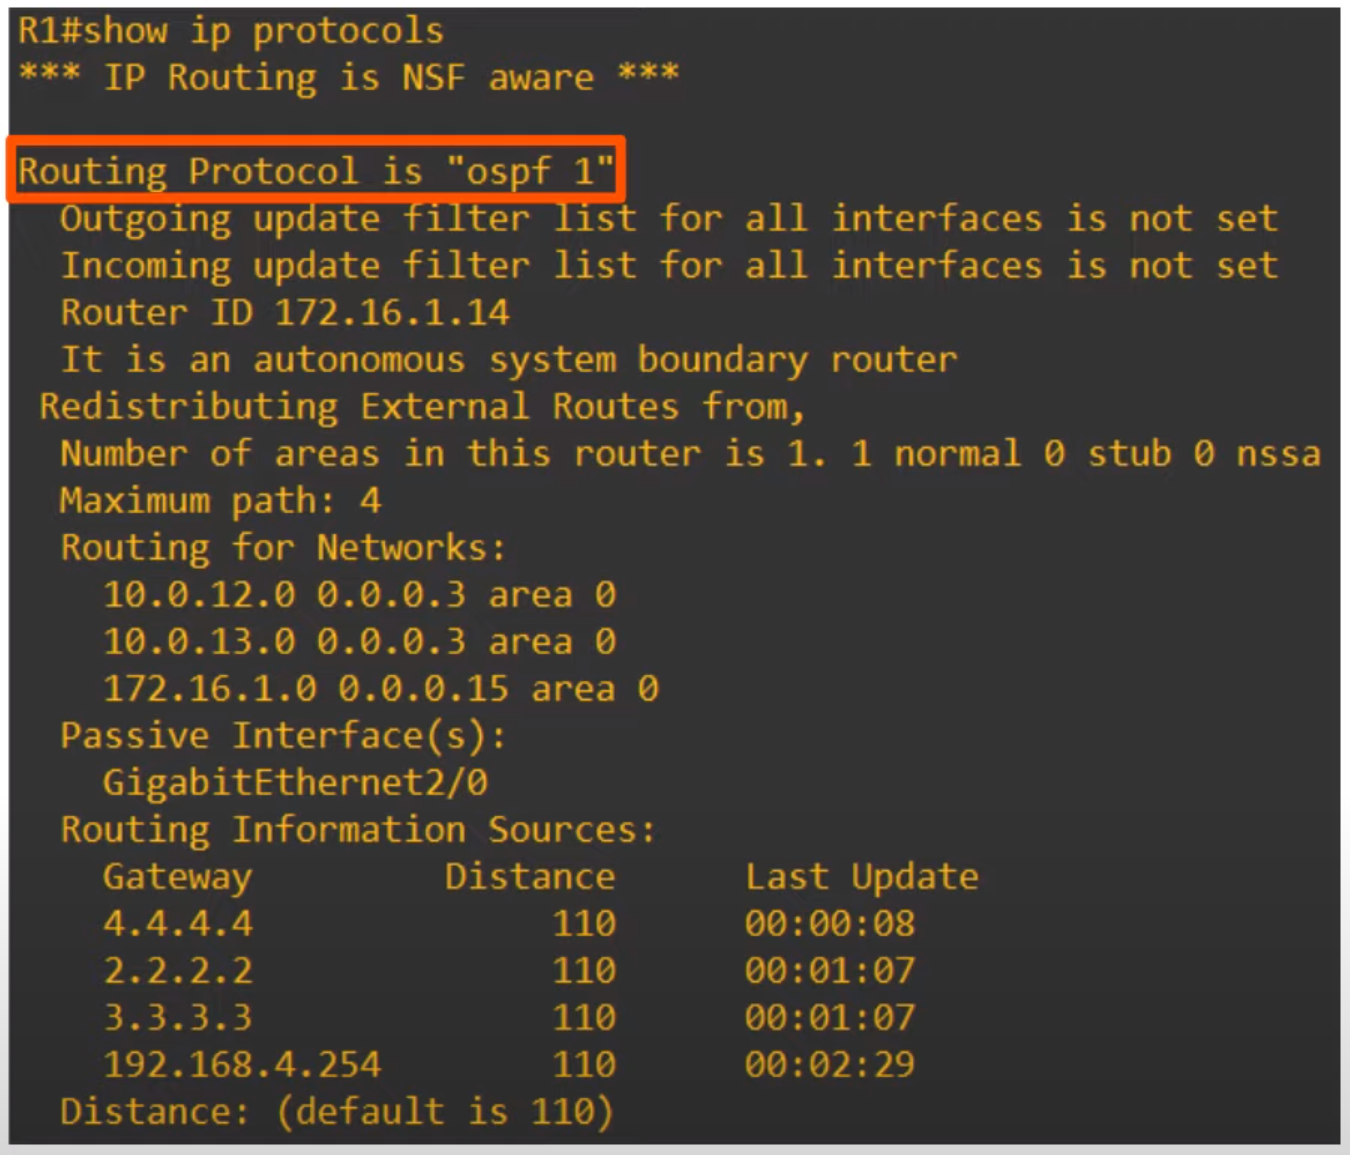 R1#show ip protocols
*** IP Routing is NSF aware ***
Routing Protocol is "ospf 1"
Outgoing update filter list for all interfaces is not set
Incoming update filter list for all interfaces is not set
Router ID 172.16.1.14
It is an autonomous system boundary router
Redistributing External Routes from,
Number of areas in this router is 1. 1 normal 0 stub 0 nssa
Maximum path: 4
Routing for Networks:
10.0.12.0 0.0.0.3 area 0
10.0.13.0 0.0.0.3 area 0
172.16.1.0 0.0.0.15 area 0
Passive Interface(s):
GigabitEthernet2/0
Routing Information Sources:
Gateway Distance Last Update
4.4.4.4 110 00:00:08
2.2.2.2 110 00:01:07
3.3.3.3 110 00:01:07
192.168.4.254 110 00:02:29
Distance: (default is 110)